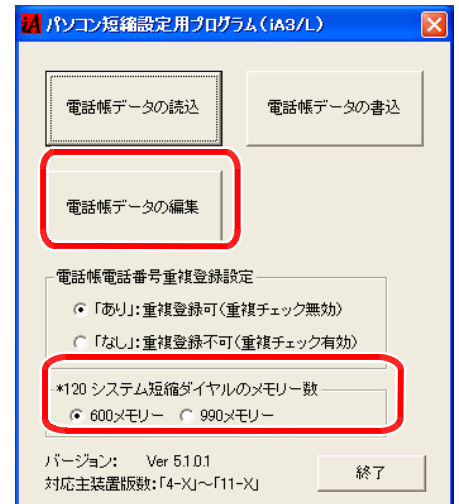 iA パソコン短縮設定用プログラム(iA3/L)
電話帳データの読込
電話帳データの書込
電話帳データの編集
電話帳電話番号重複登録設定
「あり」：重複登録可(重複チェック無効)
「なし」：重複登録不可(重複チェック有効)
*120 システム短縮ダイヤルのメモリー数
600メモリー 990メモリー
バージョン： Ver 5.1.0.1
対応主装置版数：「4-X」～「11-X」
終了